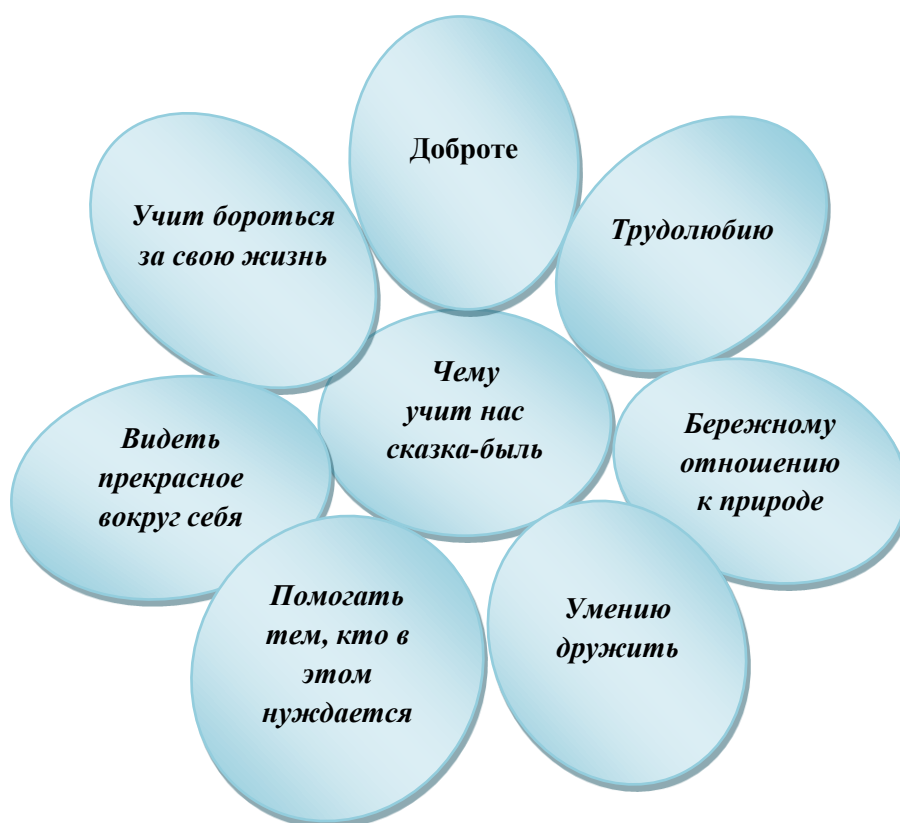 Доброте
Учит бороться
за свою жизнь
Трудолюбию
Чему
учит нас
сказка-быль
Видеть
прекрасное
вокруг себя
Бережному
отношению
к природе
Помогать
тем, кто в
этом
нуждается
Умению
дружить